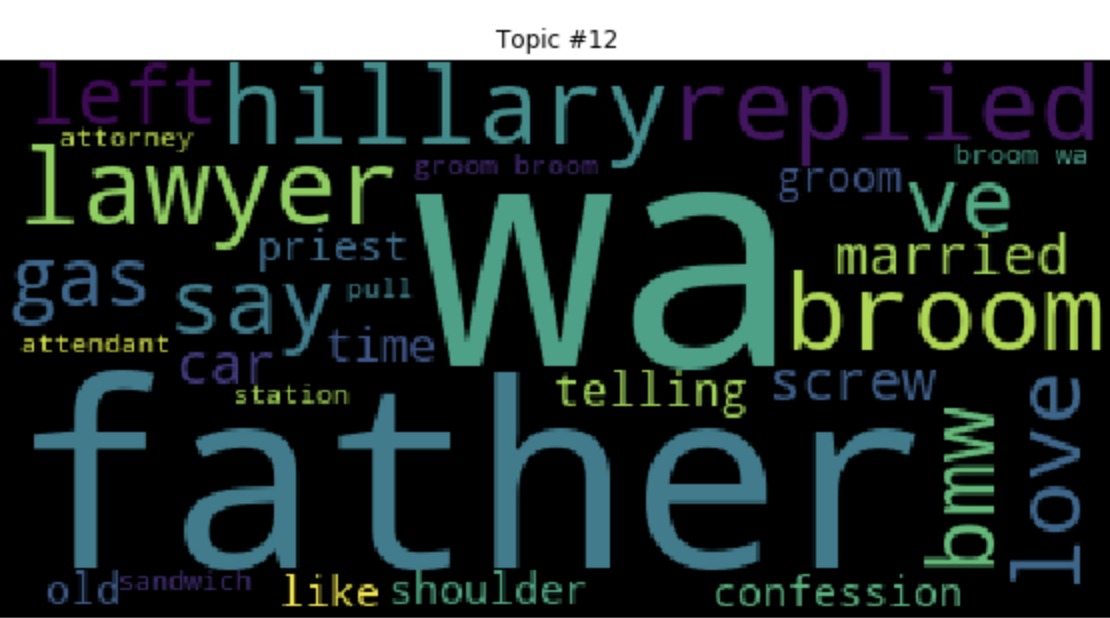 Topic #12
left hillary replied
attorney
lawyer groom broom groom broom wa
wa ve
priest married
gas say pull broom
attendant car time
station telling screw
father bmw love
old sandwich like shoulder confession